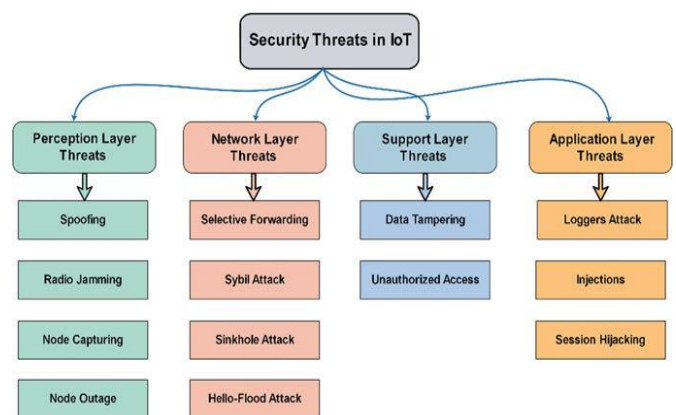 Security Threats in IoT
Perception Layer
Threats
Network Layer
Threats
Support Layer
Threats
Application Layer
Threats
Spoofing
Selective Forwarding
Data Tampering
Loggers Attack
Radio Jamming
Sybil Attack
Unauthorized Access
Injections
Node Capturing
Sinkhole Attack
Session Hijacking
Node Outage
Hello-Flood Attack